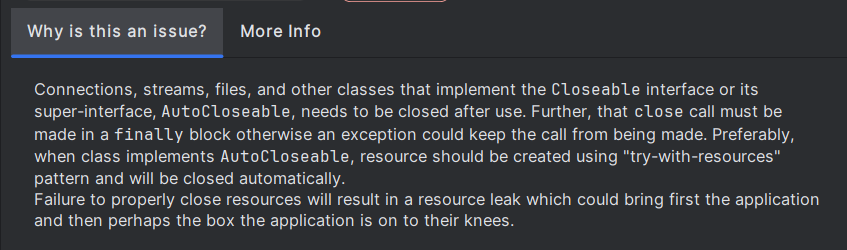 Why is this an issue? More Info
Connections, streams, files, and other classes that implement the Closeable interface or its
super-interface, AutoCloseable, needs to be closed after use. Further, that close call must be
made in a finally block otherwise an exception could keep the call from being made. Preferably,
when class implements AutoCloseable, resource should be created using "try-with-resources"
pattern and will be closed automatically.
Failure to properly close resources will result in a resource leak which could bring first the application
and then perhaps the box the application is on to their knees.